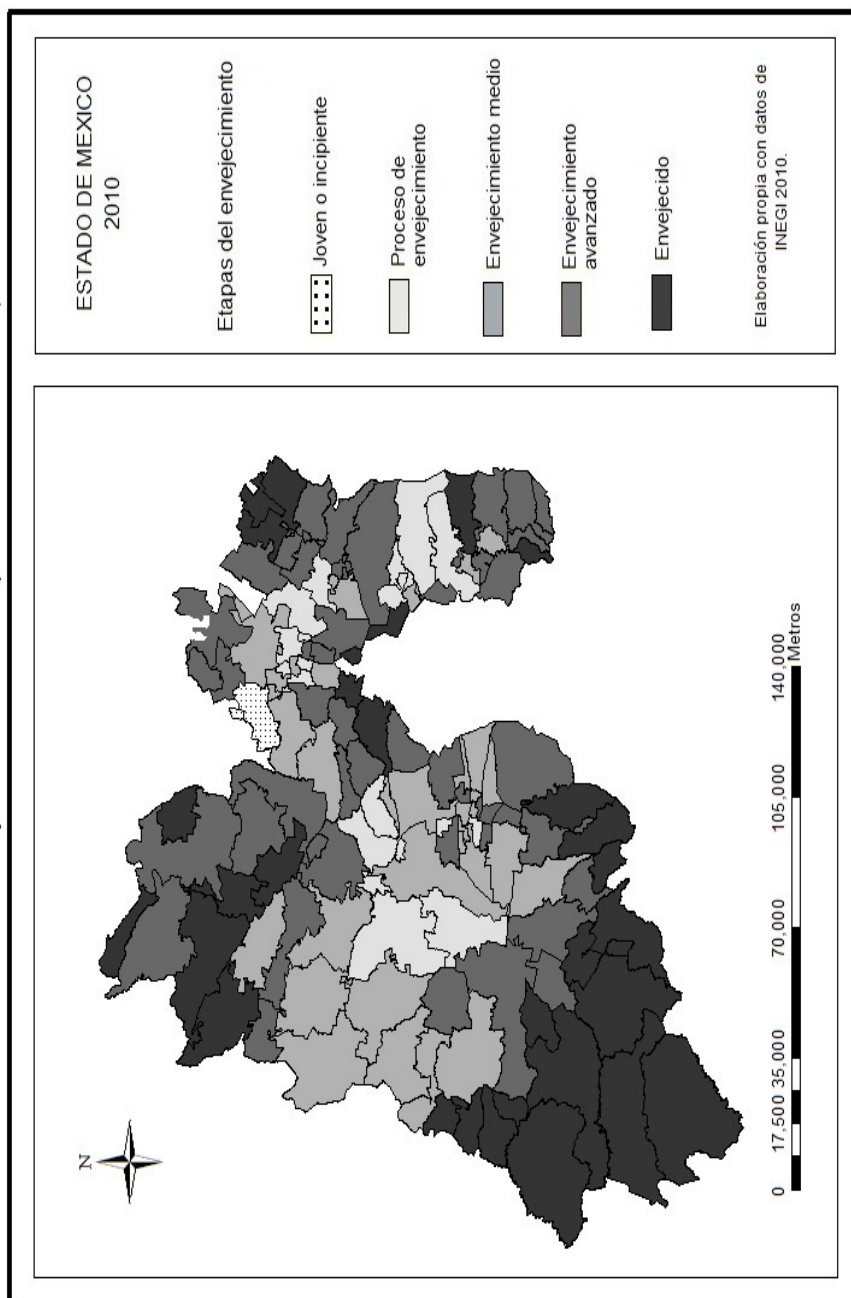 ESTADO DE MEXICO
2010
Etapas del envejecimiento
Joven o incipiente
Proceso de
envejecimiento
Envejecimiento medio
Envejecimiento
avanzado
Envejecido
Elaboración propia con datos de
INEGI 2010.
N
0 17,500 35,000 70,000 105,000 140,000
Metros